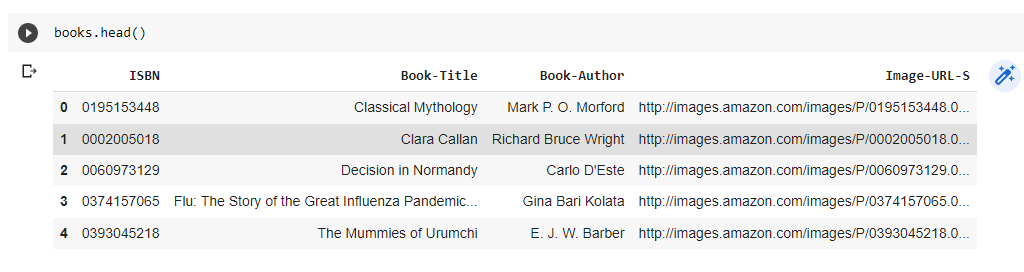 books.head()
ISBN Book-Title Book-Author Image-URL-S
0 0195153448 Classical Mythology Mark P. O. Morford http://images.amazon.com/images/P/0195153448.0...
1 0002005018 Clara Callan Richard Bruce Wright http://images.amazon.com/images/P/0002005018.0...
2 0060973129 Decision in Normandy Carlo D'Este http://images.amazon.com/images/P/0060973129.0...
3 0374157065 Flu: The Story of the Great Influenza Pandemic... Gina Bari Kolata http://images.amazon.com/images/P/0374157065.0...
4 0393045218 The Mummies of Urumchi E. J. W. Barber http://images.amazon.com/images/P/0393045218.0...